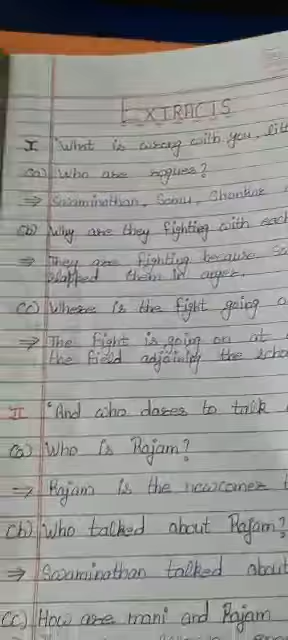 EXTRACTS
I "What is wrong with you,
(a) Who are rogues?
⇒ Swaminathan, Somu, Shankar
(b) Why are they fighting with each
⇒ They are fighting because
slapped them in anger.
(c) Where is the fight going
⇒ The fight is going on at
the field adjoining the
II "And who dares to talk
(a) Who is Rajam?
⇒ Rajam is the newcomer
(b) Who talked about Rajam?
⇒ Swaminathan talked about
(c) How are mani and Rajam